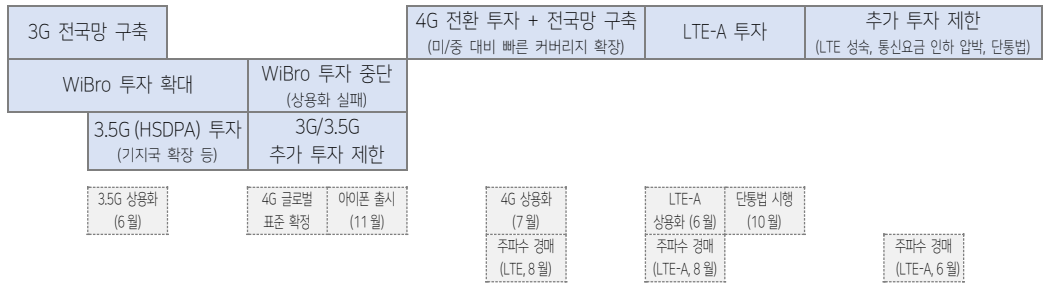 3G 전국망 구축
4G 전환 투자 + 전국망 구축
(미/중 대비 빠른 커버리지 확장)
LTE-A 투자
추가 투자 제한
(LTE 성숙, 통신요금 인하 압박, 단통법)
WiBro 투자 확대
WiBro 투자 중단
(상용화 실패)
3.5G (HSDPA) 투자
(기지국 확장 등)
3G/3.5G
추가 투자 제한
3.5G 상용화
(6월)
4G 글로벌
표준 확정
아이폰 출시
(11월)
4G 상용화
(7월)
LTE-A
상용화 (6월)
단통법 시행
(10월)
주파수 경매
(LTE, 8월)
주파수 경매
(LTE-A, 8월)
주파수 경매
(LTE-A, 6월)